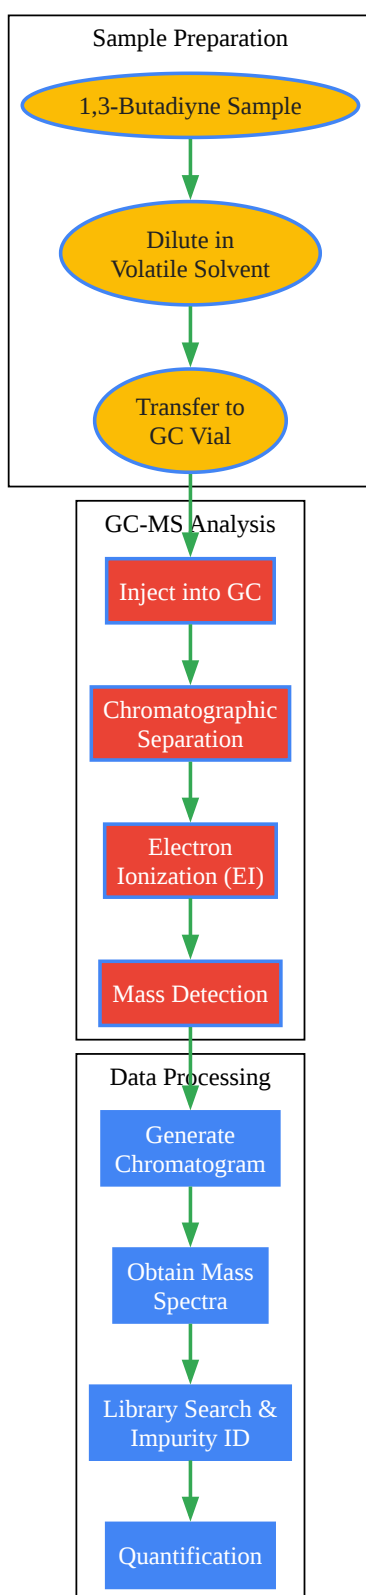 Sample Preparation
1,3-Butadiyne Sample
Dilute in
Volatile Solvent
Transfer to
GC Vial
GC-MS Analysis
Inject into GC
Chromatographic
Separation
Electron
Ionization (EI)
Mass Detection
Data Processing
Generate
Chromatogram
Obtain Mass
Spectra
Library Search &
Impurity ID
Quantification